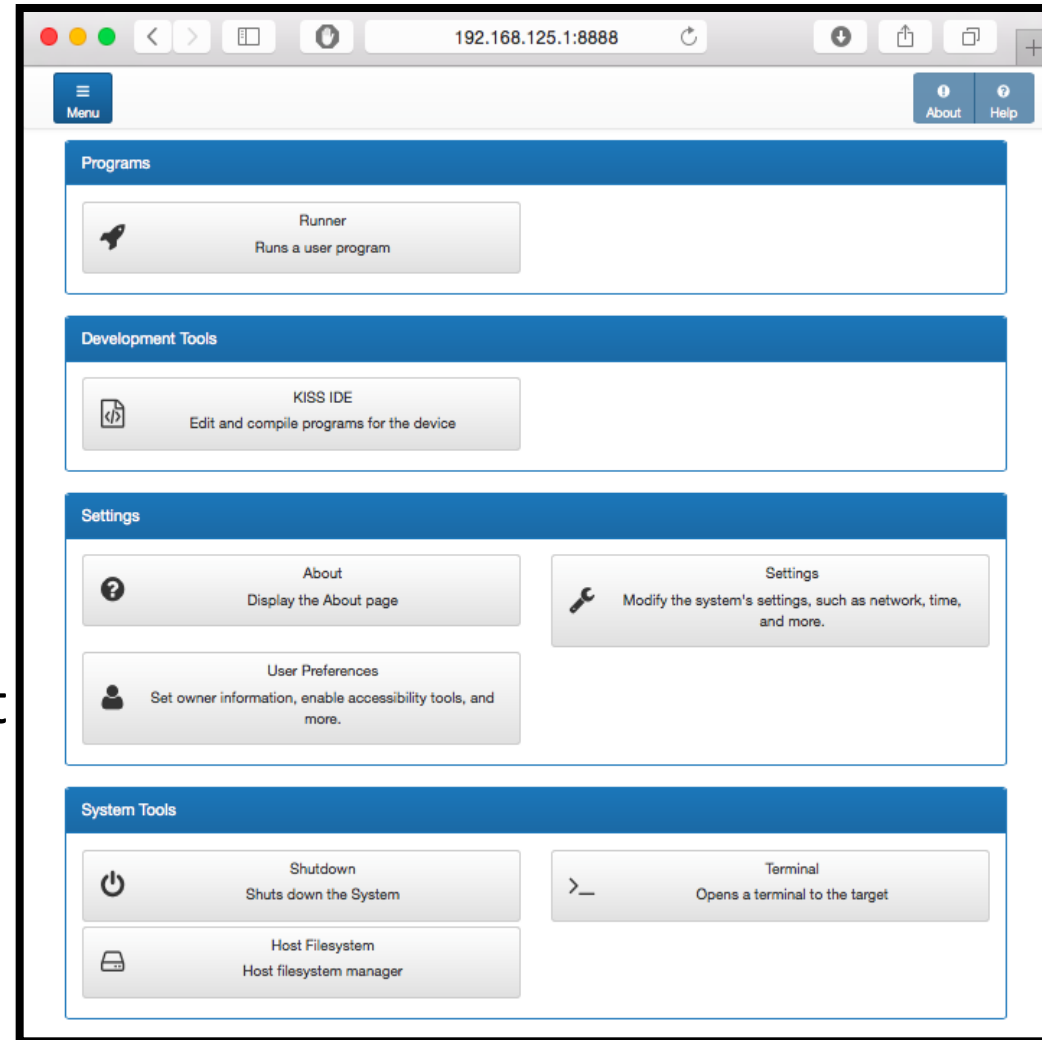 192.168.125.1:8888
Menu
About
Help
Programs
Runner
Runs a user program
Development Tools
KISS IDE
Edit and compile programs for the device
Settings
About
Display the About page
Settings
Modify the system's settings, such as network, time,
and more.
User Preferences
Set owner information, enable accessibility tools, and
more.
t
System Tools
Shutdown
Shuts down the System
Terminal
Opens a terminal to the target
Host Filesystem
Host filesystem manager